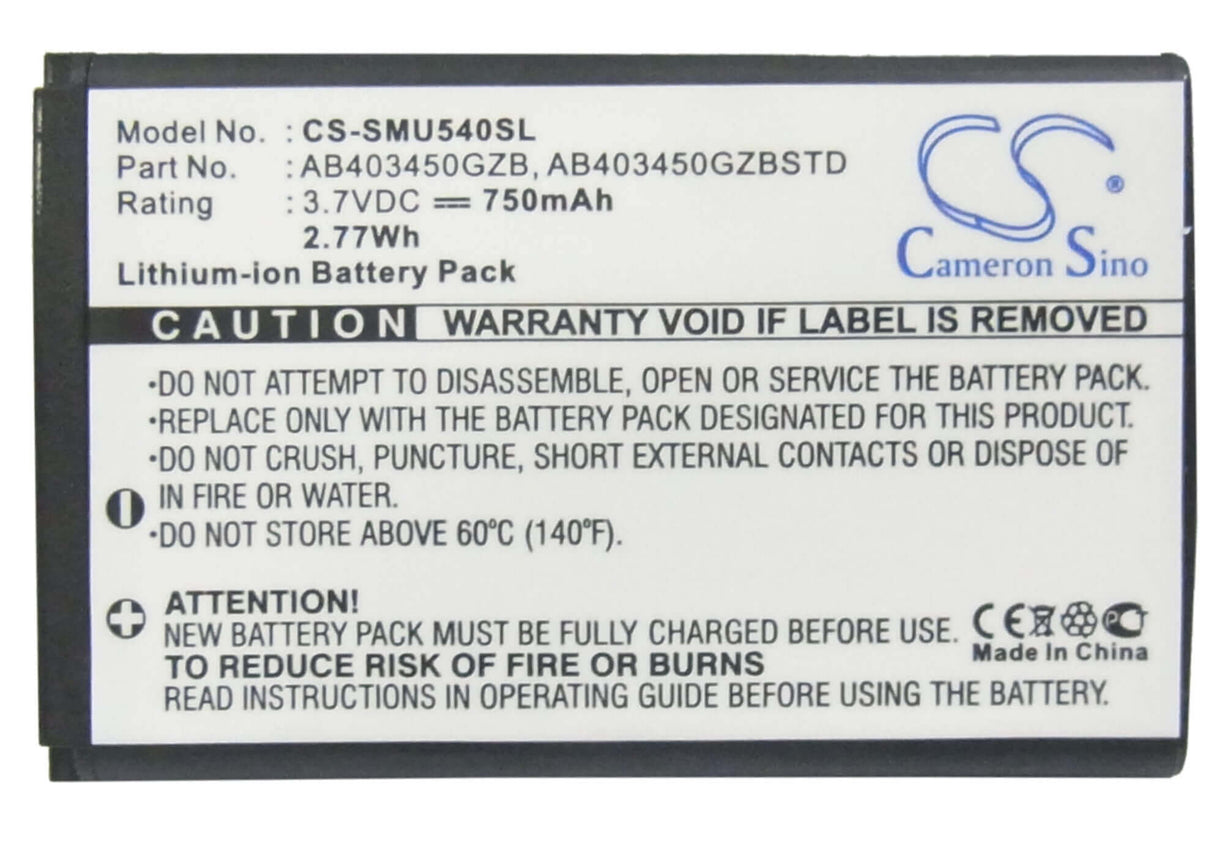 Model No. : CS-SMU540SL
Part No. : AB403450GZB, AB403450GZBSTD
Rating : 3.7VDC ⎓ 750mAh
2.77Wh
Lithium-ion Battery Pack
CS ®
Cameron Sino
CAUTION WARRANTY VOID IF LABEL IS REMOVED
•DO NOT ATTEMPT TO DISASSEMBLE, OPEN OR SERVICE THE BATTERY PACK.
•REPLACE ONLY WITH THE BATTERY PACK DESIGNATED FOR THIS PRODUCT.
•DO NOT CRUSH, PUNCTURE, SHORT EXTERNAL CONTACTS OR DISPOSE OF
IN FIRE OR WATER.
•DO NOT STORE ABOVE 60°C (140°F).
ATTENTION!
NEW BATTERY PACK MUST BE FULLY CHARGED BEFORE USE.
TO REDUCE RISK OF FIRE OR BURNS
READ INSTRUCTIONS IN OPERATING GUIDE BEFORE USING THE BATTERY.
CE
Made In China